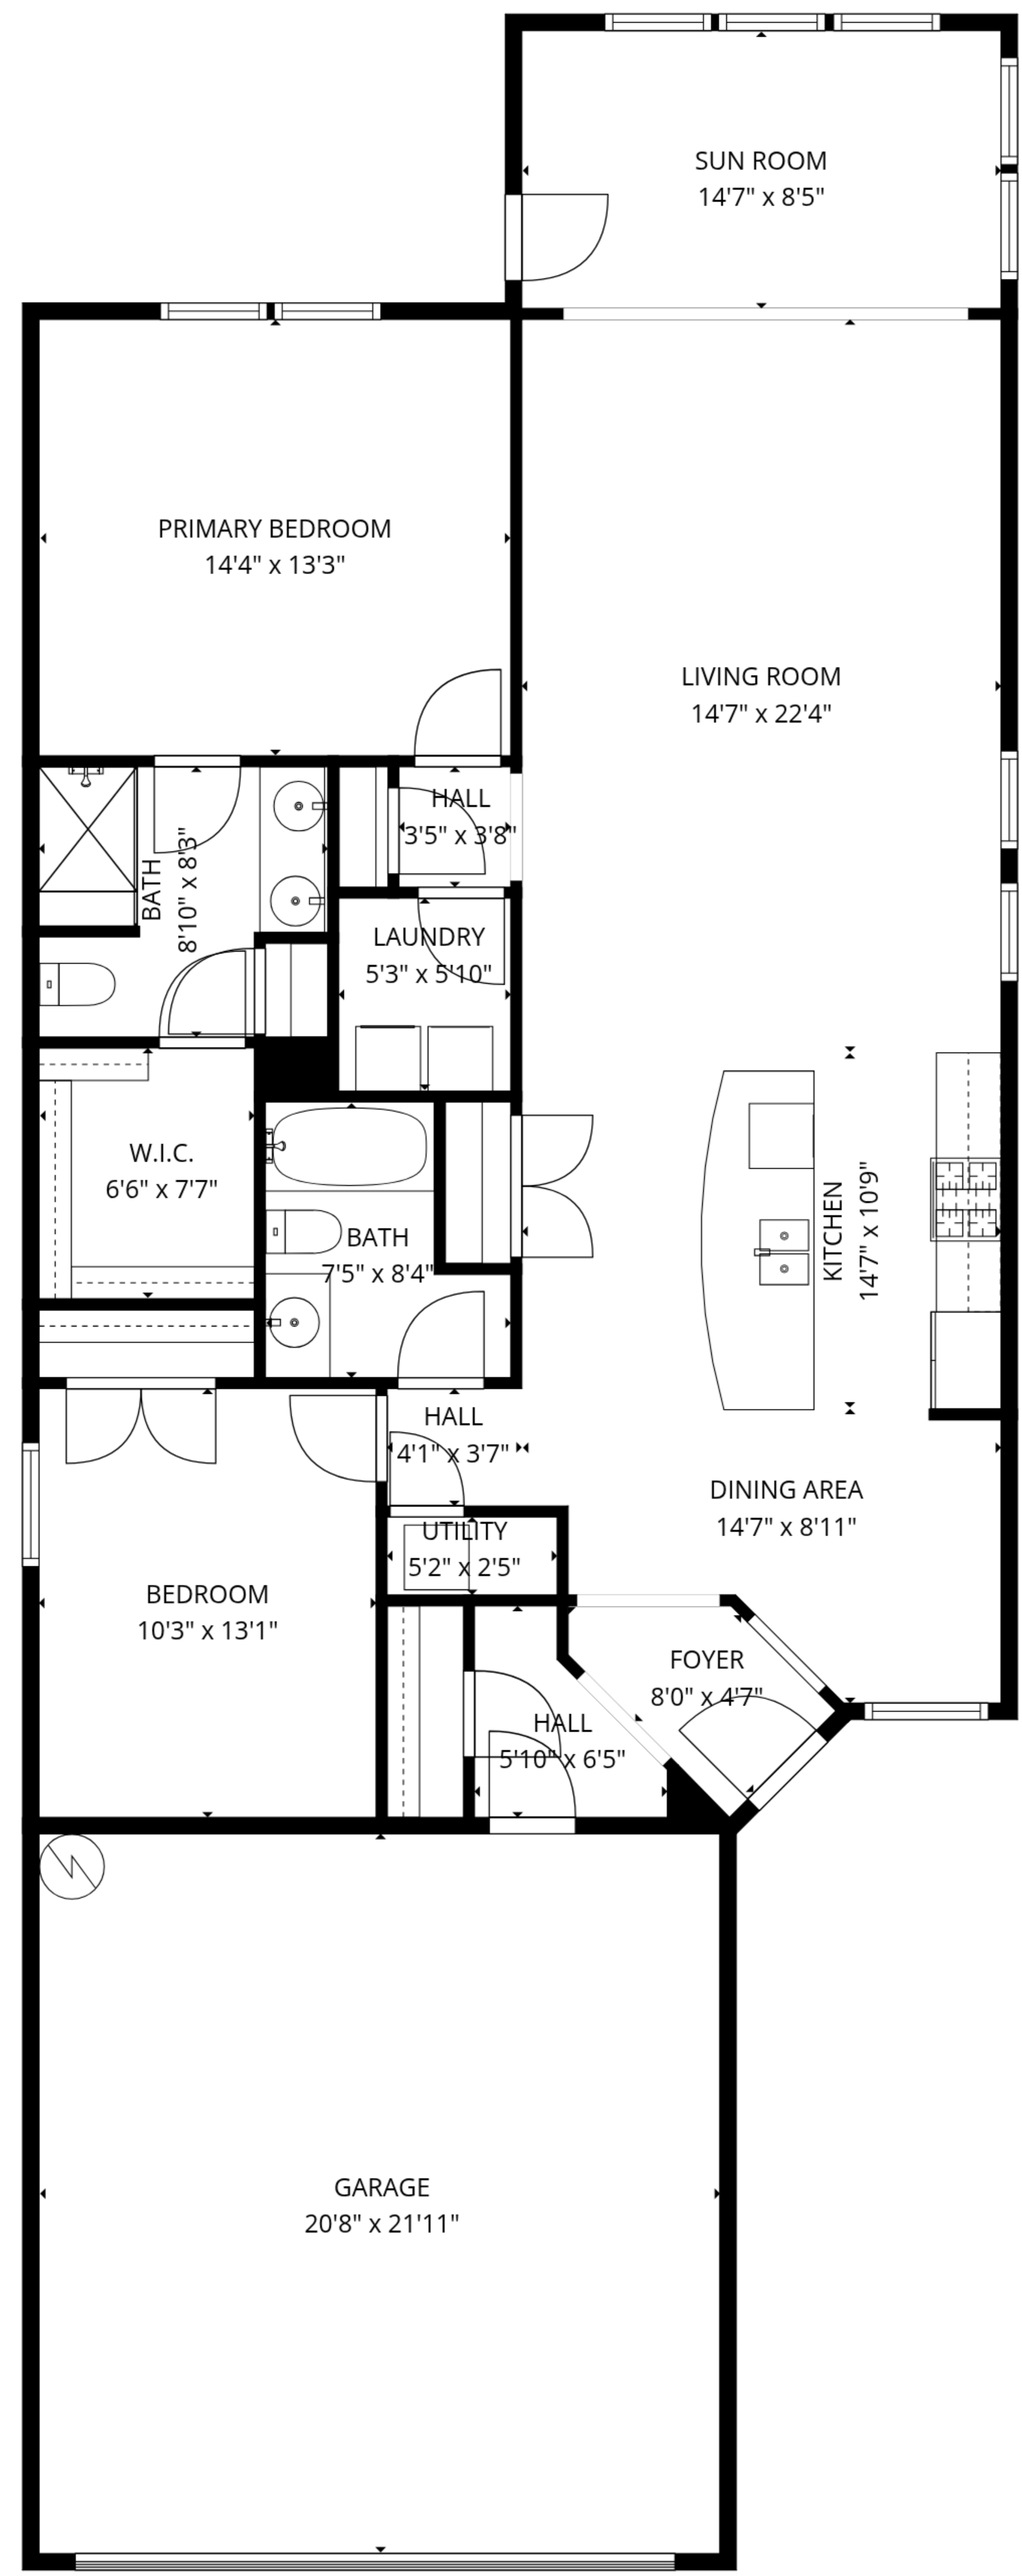 SUN ROOM
14'7" x 8'5"
PRIMARY BEDROOM
14'4" x 13'3"
LIVING ROOM
14'7" x 22'4"
HALL
3'5" x 3'8"
BATH
8'10" x 8'3"
LAUNDRY
5'3" x 5'10"
W.I.C.
6'6" x 7'7"
BATH
7'5" x 8'4"
KITCHEN
14'7" x 10'9"
HALL
4'1" x 3'7"
DINING AREA
14'7" x 8'11"
UTILITY
5'2" x 2'5"
BEDROOM
10'3" x 13'1"
FOYER
8'0" x 4'7"
HALL
5'10" x 6'5"
GARAGE
20'8" x 21'11"